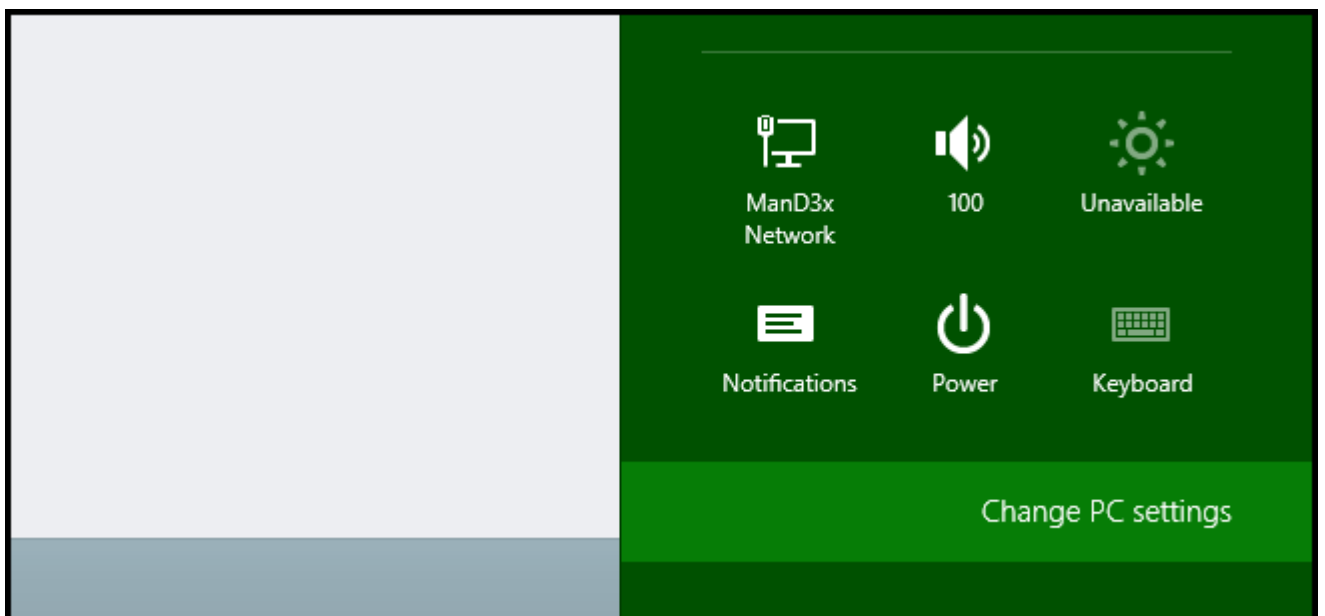 ManD3x
Network
100
Unavailable
Notifications
Power
Keyboard
Change PC settings